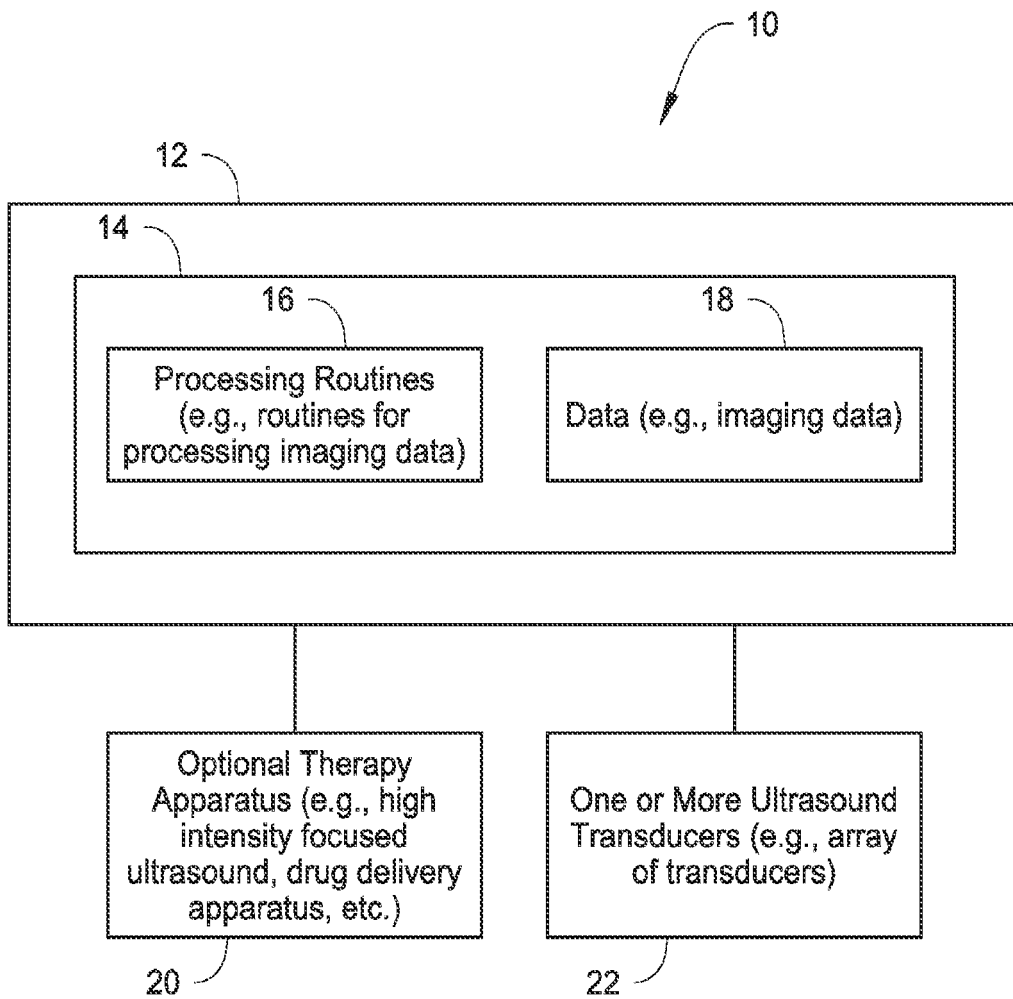 10
12
14
16
18
Processing Routines
(e.g., routines for
processing imaging data)
Data (e.g., imaging data)
Optional Therapy
Apparatus (e.g., high
intensity focused
ultrasound, drug delivery
apparatus, etc.)
One or More Ultrasound
Transducers (e.g., array
of transducers)
20
22